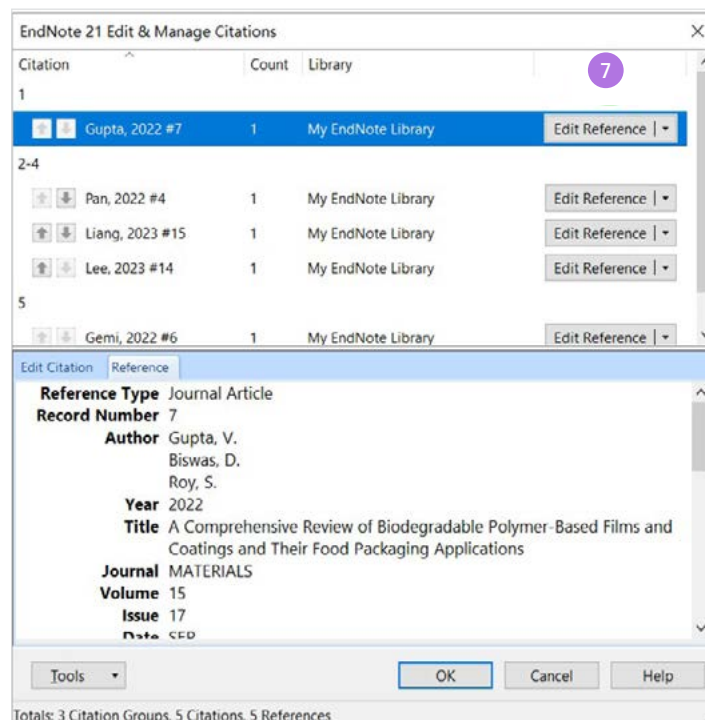 EndNote 21 Edit & Manage Citations
Citation Count Library
7
1
Gupta, 2022 #7 1 My EndNote Library Edit Reference
2-4
Pan, 2022 #4 1 My EndNote Library Edit Reference
Liang, 2023 #15 1 My EndNote Library Edit Reference
Lee, 2023 #14 1 My EndNote Library Edit Reference
5
Gemi, 2022 #6 1 My EndNote Library Edit Reference
Edit Citation Reference
Reference Type Journal Article
Record Number 7
Author Gupta, V.
Biswas, D.
Roy, S.
Year 2022
Title A Comprehensive Review of Biodegradable Polymer-Based Films and
Coatings and Their Food Packaging Applications
Journal MATERIALS
Volume 15
Issue 17
Date SEP
Tools OK Cancel Help
Totals: 3 Citation Groups, 5 Citations, 5 References